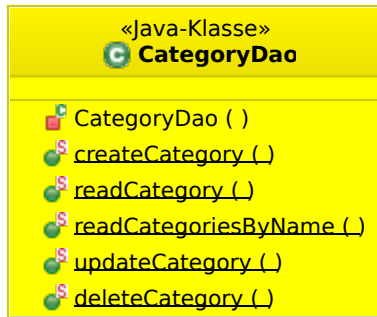 «Java-Klasse»
C CategoryDao
C CategoryDao ( )
S createCategory ( )
S readCategory ( )
S readCategoriesByName ( )
S updateCategory ( )
S deleteCategory ( )